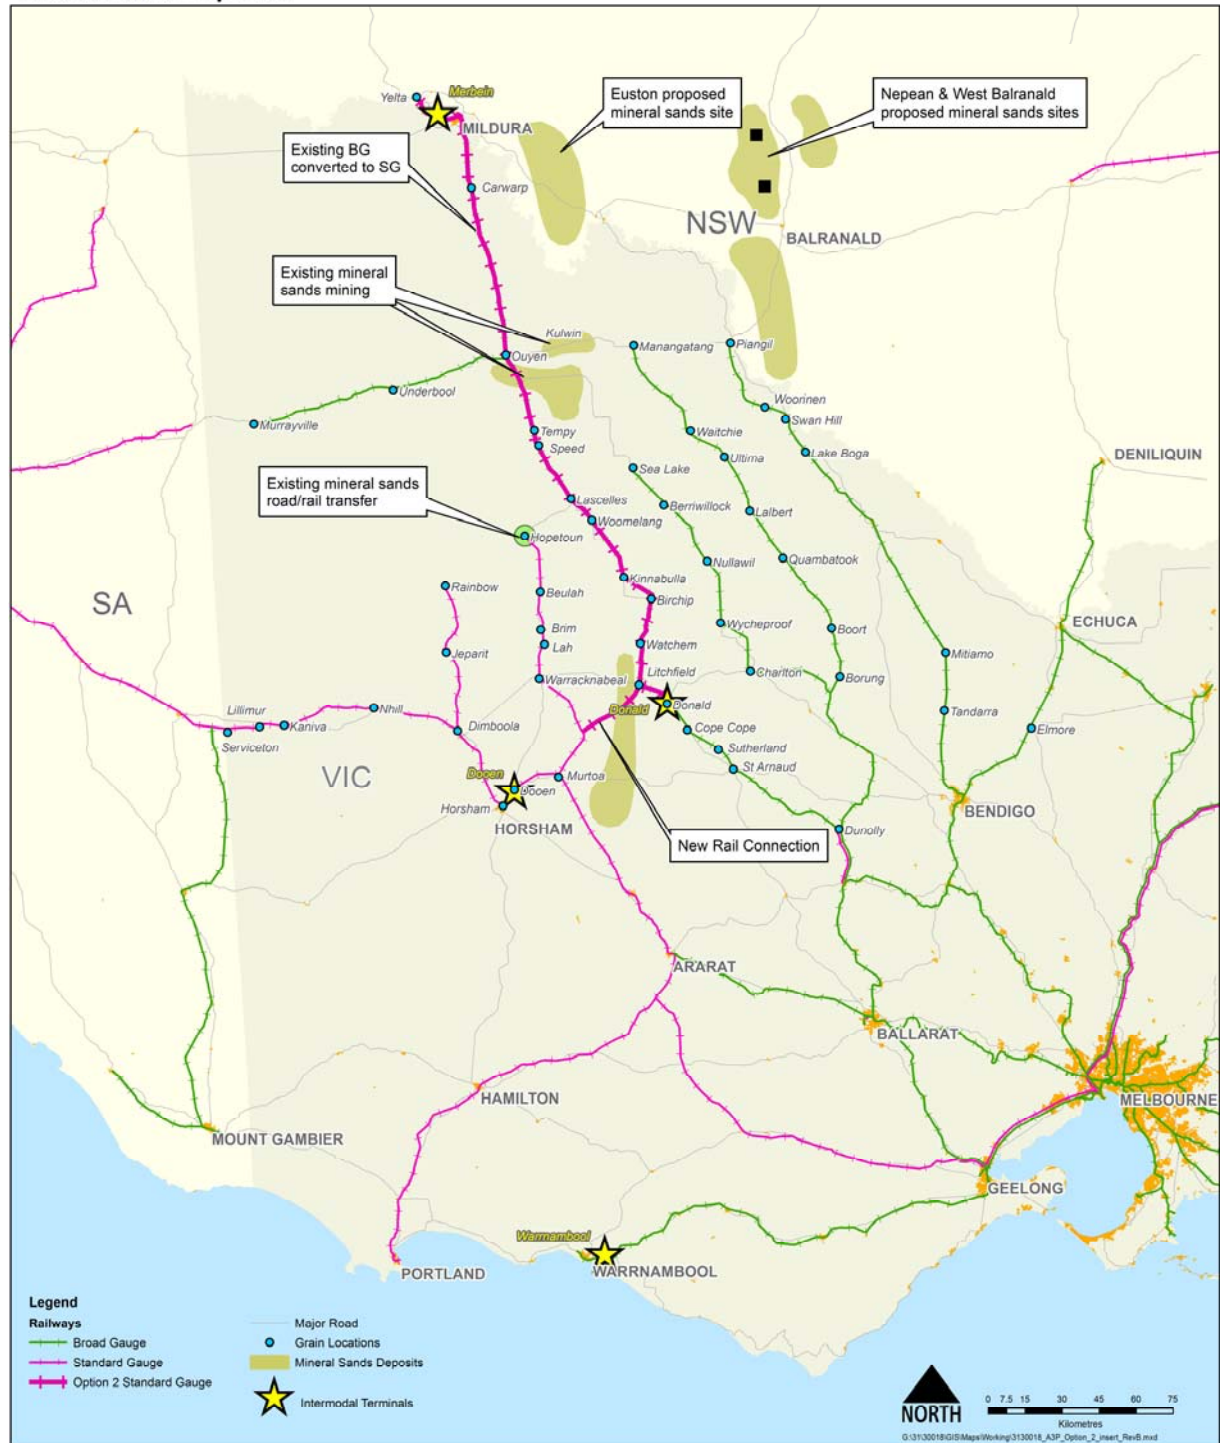 Yelta
Merbein
MILDURA
Euston proposed
mineral sands site
Nepean & West Balranald
proposed mineral sands sites
Existing BG
converted to SG
Carwarp
NSW
BALRANALD
Existing mineral
sands mining
Kulwin
Manangatang
Piangil
Ouyen
Underbool
Woorinen
Swan Hill
Murrayville
Tempy
Speed
Waitchie
Ultima
Lake Boga
DENILIQUIN
Existing mineral sands
road/rail transfer
Sea Lake
Lascelles
Berriwillock
Lalbert
Woomelang
Hopetoun
Nullawil
Quambatook
SA
Rainbow
Kinnabulla
Beulah
Birchip
Brim
Wycheproof
Boort
ECHUCA
Jeparit
Lah
Watchem
Mitiamo
Warracknabeal
Litchfield
Charlton
Borung
Lillimur
Nhill
Donald
Donald
Tandarra
Kaniva
Dimboola
Cope Cope
Elmore
Serviceton
Sutherland
VIC
Dooen
Murtoa
St Arnaud
Dooen
Horsham
HORSHAM
BENDIGO
Dunolly
New Rail Connection
ARARAT
BALLARAT
HAMILTON
MELBOURNE
MOUNT GAMBIER
GEELONG
Warrnambool
PORTLAND
WARRNAMBOOL
Legend
Railways
Broad Gauge
Standard Gauge
Option 2 Standard Gauge
Major Road
Grain Locations
Mineral Sands Deposits
Intermodal Terminals
NORTH
0 7.5 15 30 45 60 75
Kilometres
G:\31\30018\GIS\Maps\Working\3130018_A3P_Option_2_insert_RevB.mxd